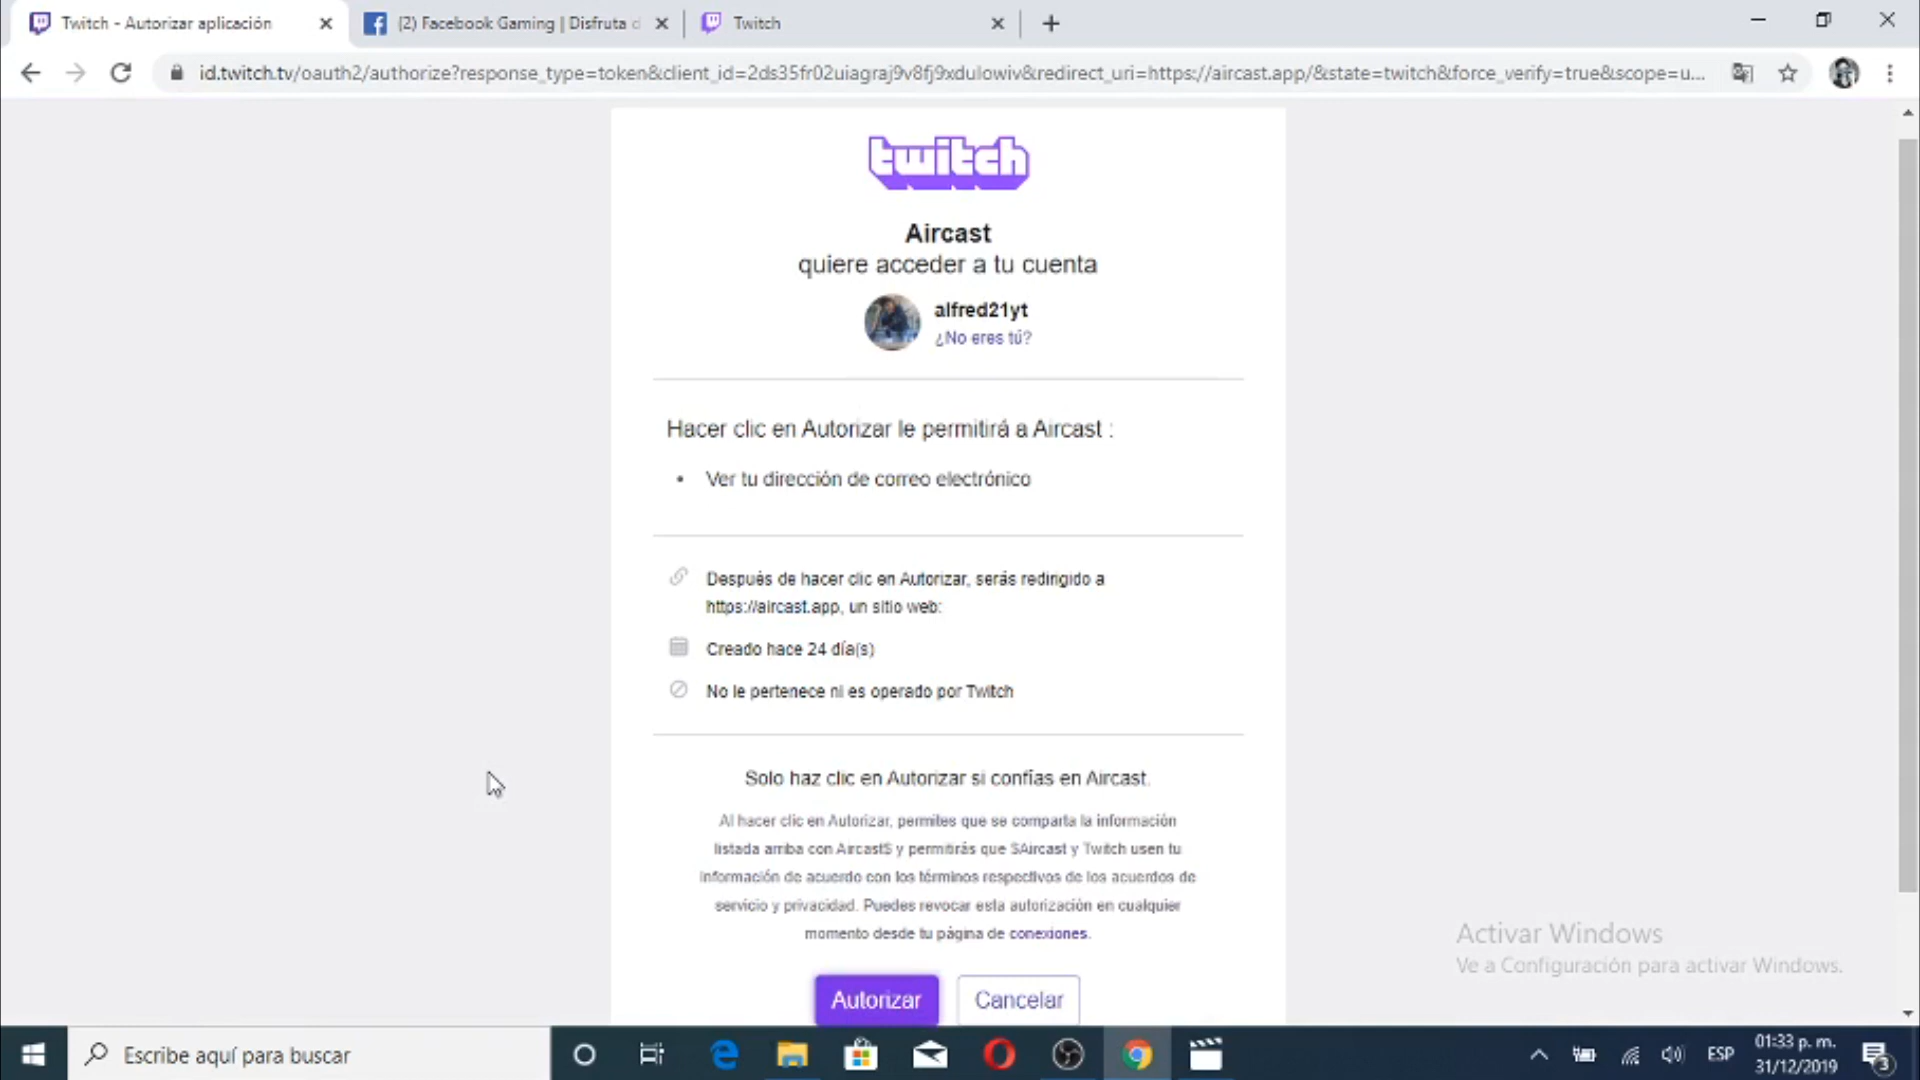 Twitch - Autorizar aplicación
(2) Facebook Gaming | Disfruta d
Twitch
id.twitch.tv/oauth2/authorize?response_type=token&client_id=2ds35fr02uiagraj9v8fj9xdulowiv&redirect_uri=https://aircast.app/&state=twitch&force_verify=true&scope=u...
twitch
Aircast
quiere acceder a tu cuenta
alfred21yt
¿No eres tú?
Hacer clic en Autorizar le permitirá a Aircast :
• Ver tu dirección de correo electrónico
Después de hacer clic en Autorizar, serás redirigido a
https://aircast.app, un sitio web:
Creado hace 24 día(s)
No le pertenece ni es operado por Twitch
Solo haz clic en Autorizar si confías en Aircast.
Al hacer clic en Autorizar, permites que se comparta la información
listada arriba con Aircast$ y permitirás que $Aircast y Twitch usen tu
información de acuerdo con los términos respectivos de los acuerdos de
servicio y privacidad. Puedes revocar esta autorización en cualquier
momento desde tu página de conexiones.
Autorizar
Cancelar
Activar Windows
Ve a Configuración para activar Windows.
Escribe aquí para buscar
ESP
01:33 p. m.
31/12/2019
3